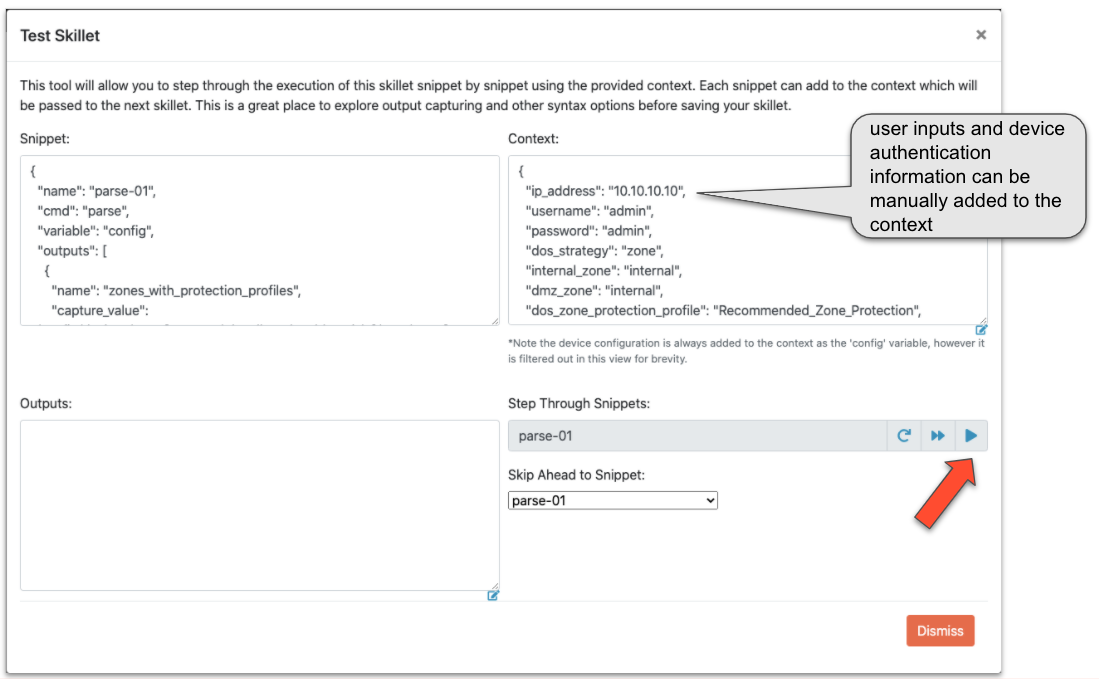 Test Skillet
×
This tool will allow you to step through the execution of this skillet snippet by snippet using the provided context. Each snippet can add to the context which will
be passed to the next skillet. This is a great place to explore output capturing and other syntax options before saving your skillet.
Snippet:
{
"name": "parse-01",
"cmd": "parse",
"variable": "config",
"outputs": [
{
"name": "zones_with_protection_profiles",
"capture_value":
Context:
{
"ip_address": "10.10.10.10",
"username": "admin",
"password": "admin",
"dos_strategy": "zone",
"internal_zone": "internal",
"dmz_zone": "internal",
"dos_zone_protection_profile": "Recommended_Zone_Protection",
user inputs and device
authentication
information can be
manually added to the
context
*Note the device configuration is always added to the context as the 'config' variable, however it
is filtered out in this view for brevity.
Outputs:
Step Through Snippets:
parse-01
Skip Ahead to Snippet:
parse-01
Dismiss